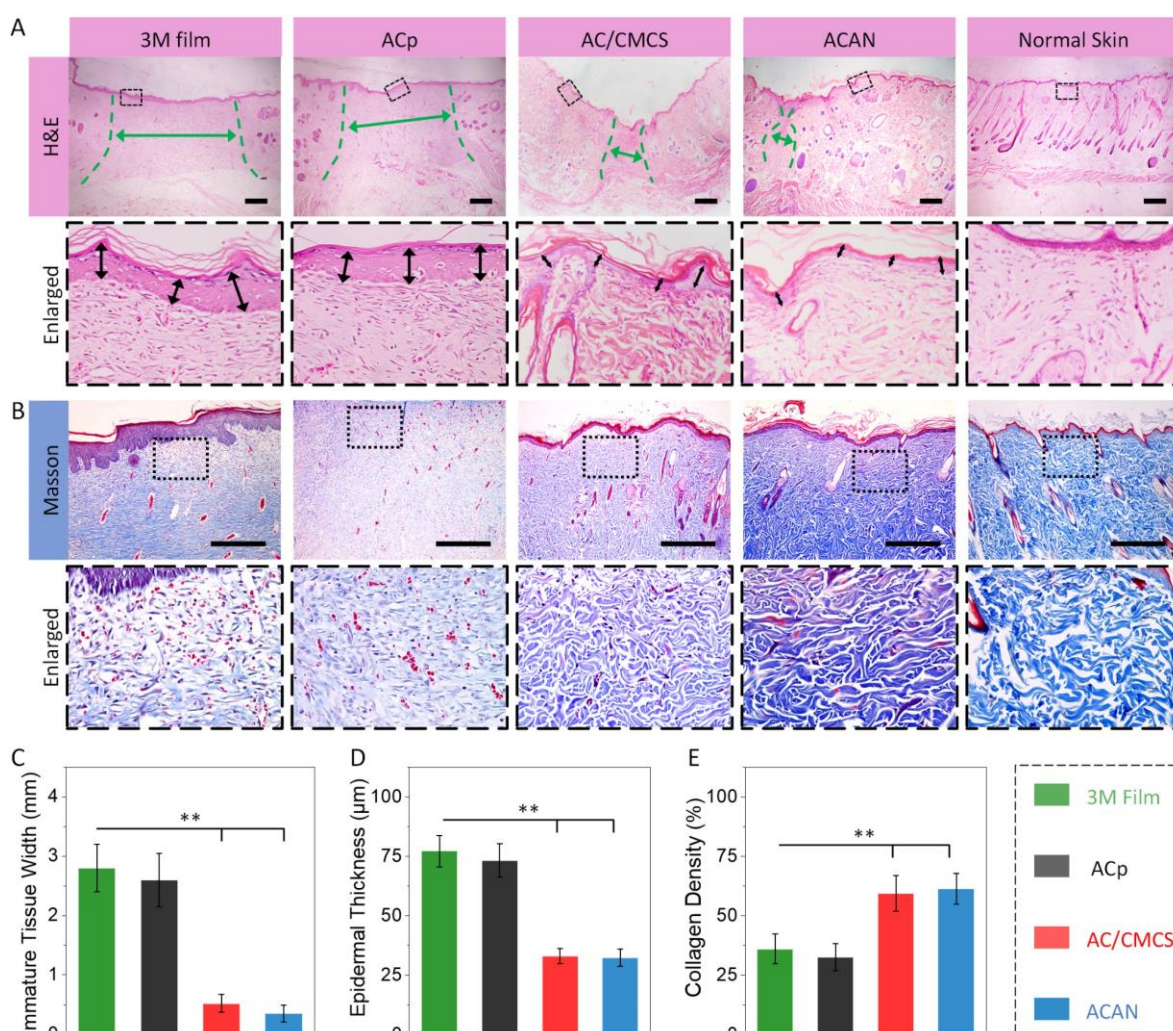 A
3M film
ACp
AC/CMCS
ACAN
Normal Skin
H&E
Enlarged
B
Masson
Enlarged
C
mmature Tissue Width (mm)
4
3
2
1
0
**
D
Epidermal Thickness (μm)
100
75
50
25
0
**
E
Collagen Density (%)
100
75
50
25
0
**
3M Film
ACp
AC/CMCS
ACAN